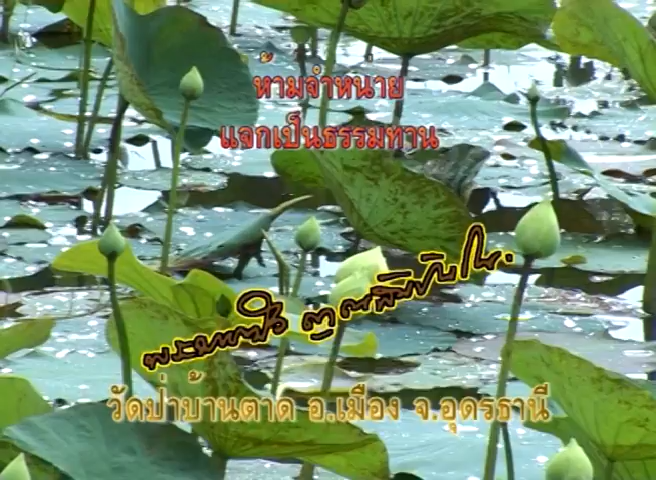 ห้ามจำหน่าย
แจกเป็นธรรมทาน
วัดป่าบ้านตาด อ.เมือง จ.อุดรธานี